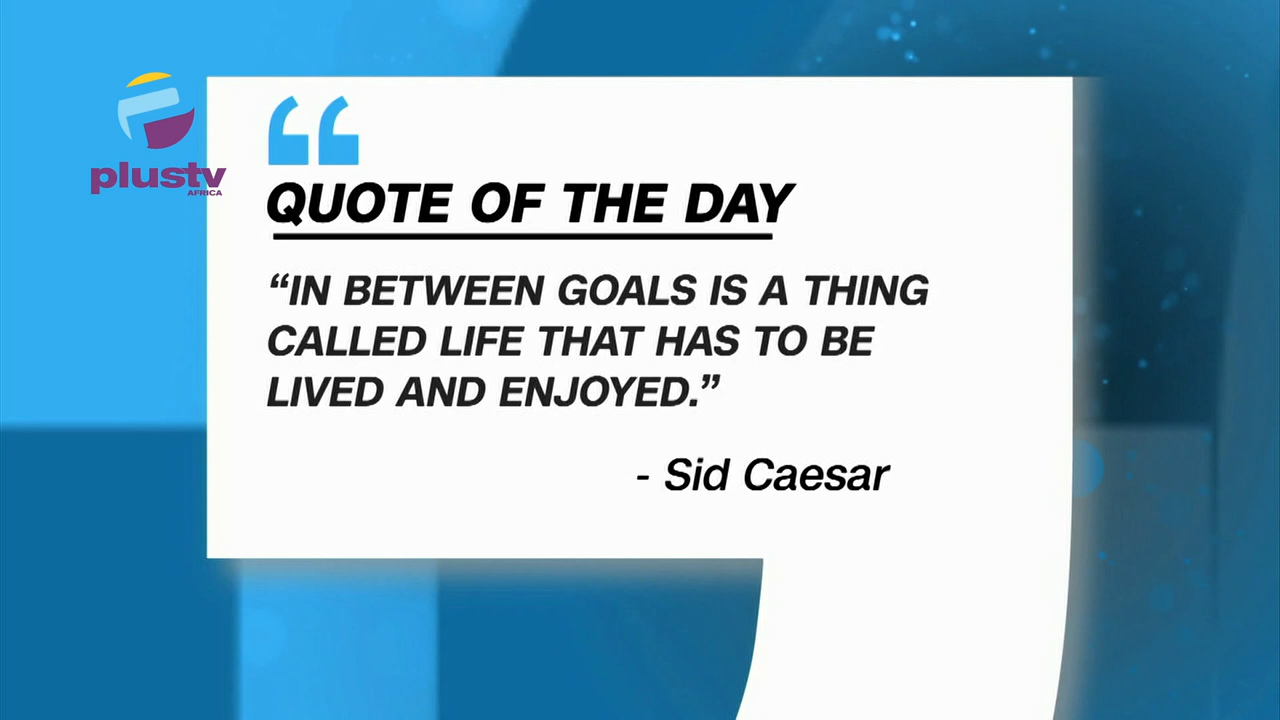 plustv
AFRICA
QUOTE OF THE DAY
“IN BETWEEN GOALS IS A THING
CALLED LIFE THAT HAS TO BE
LIVED AND ENJOYED.”
- Sid Caesar